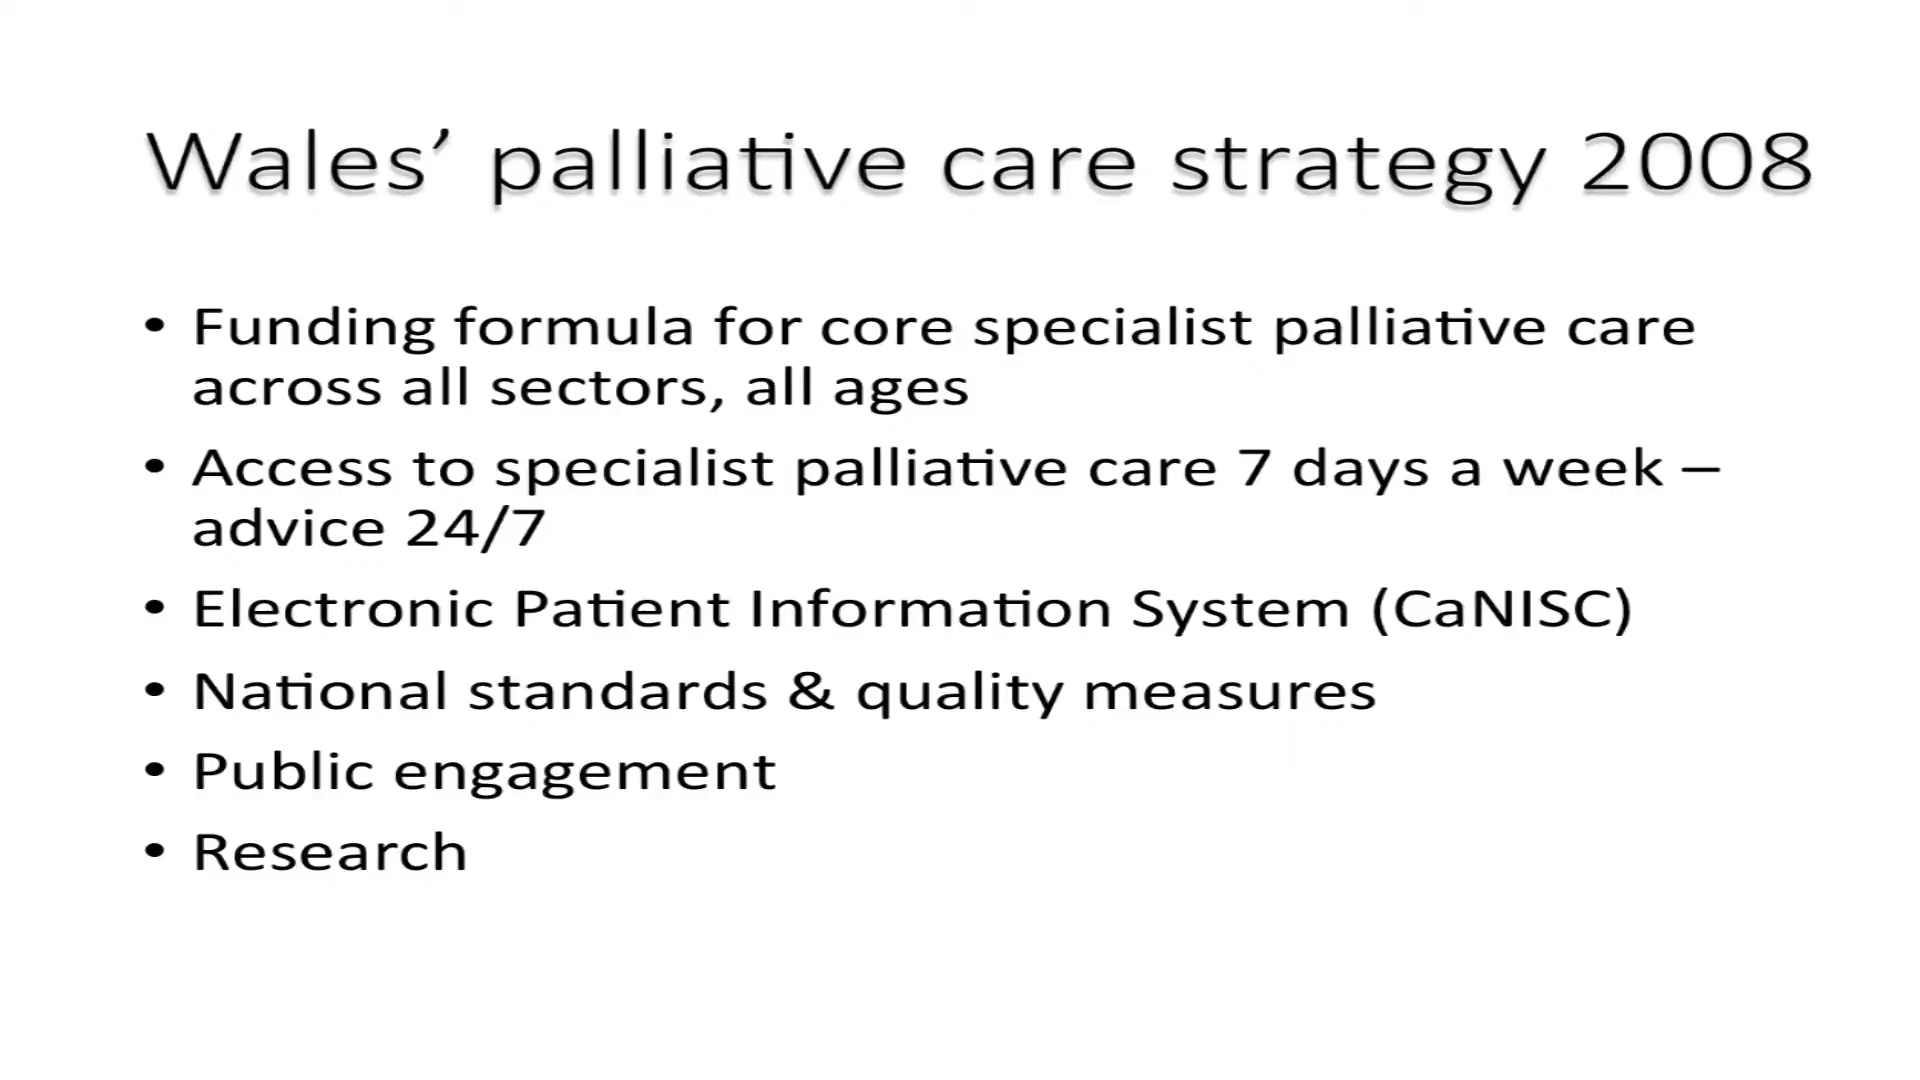 Wales’ palliative care strategy 2008
• Funding formula for core specialist palliative care
across all sectors, all ages
• Access to specialist palliative care 7 days a week –
advice 24/7
• Electronic Patient Information System (CaNISC)
• National standards & quality measures
• Public engagement
• Research